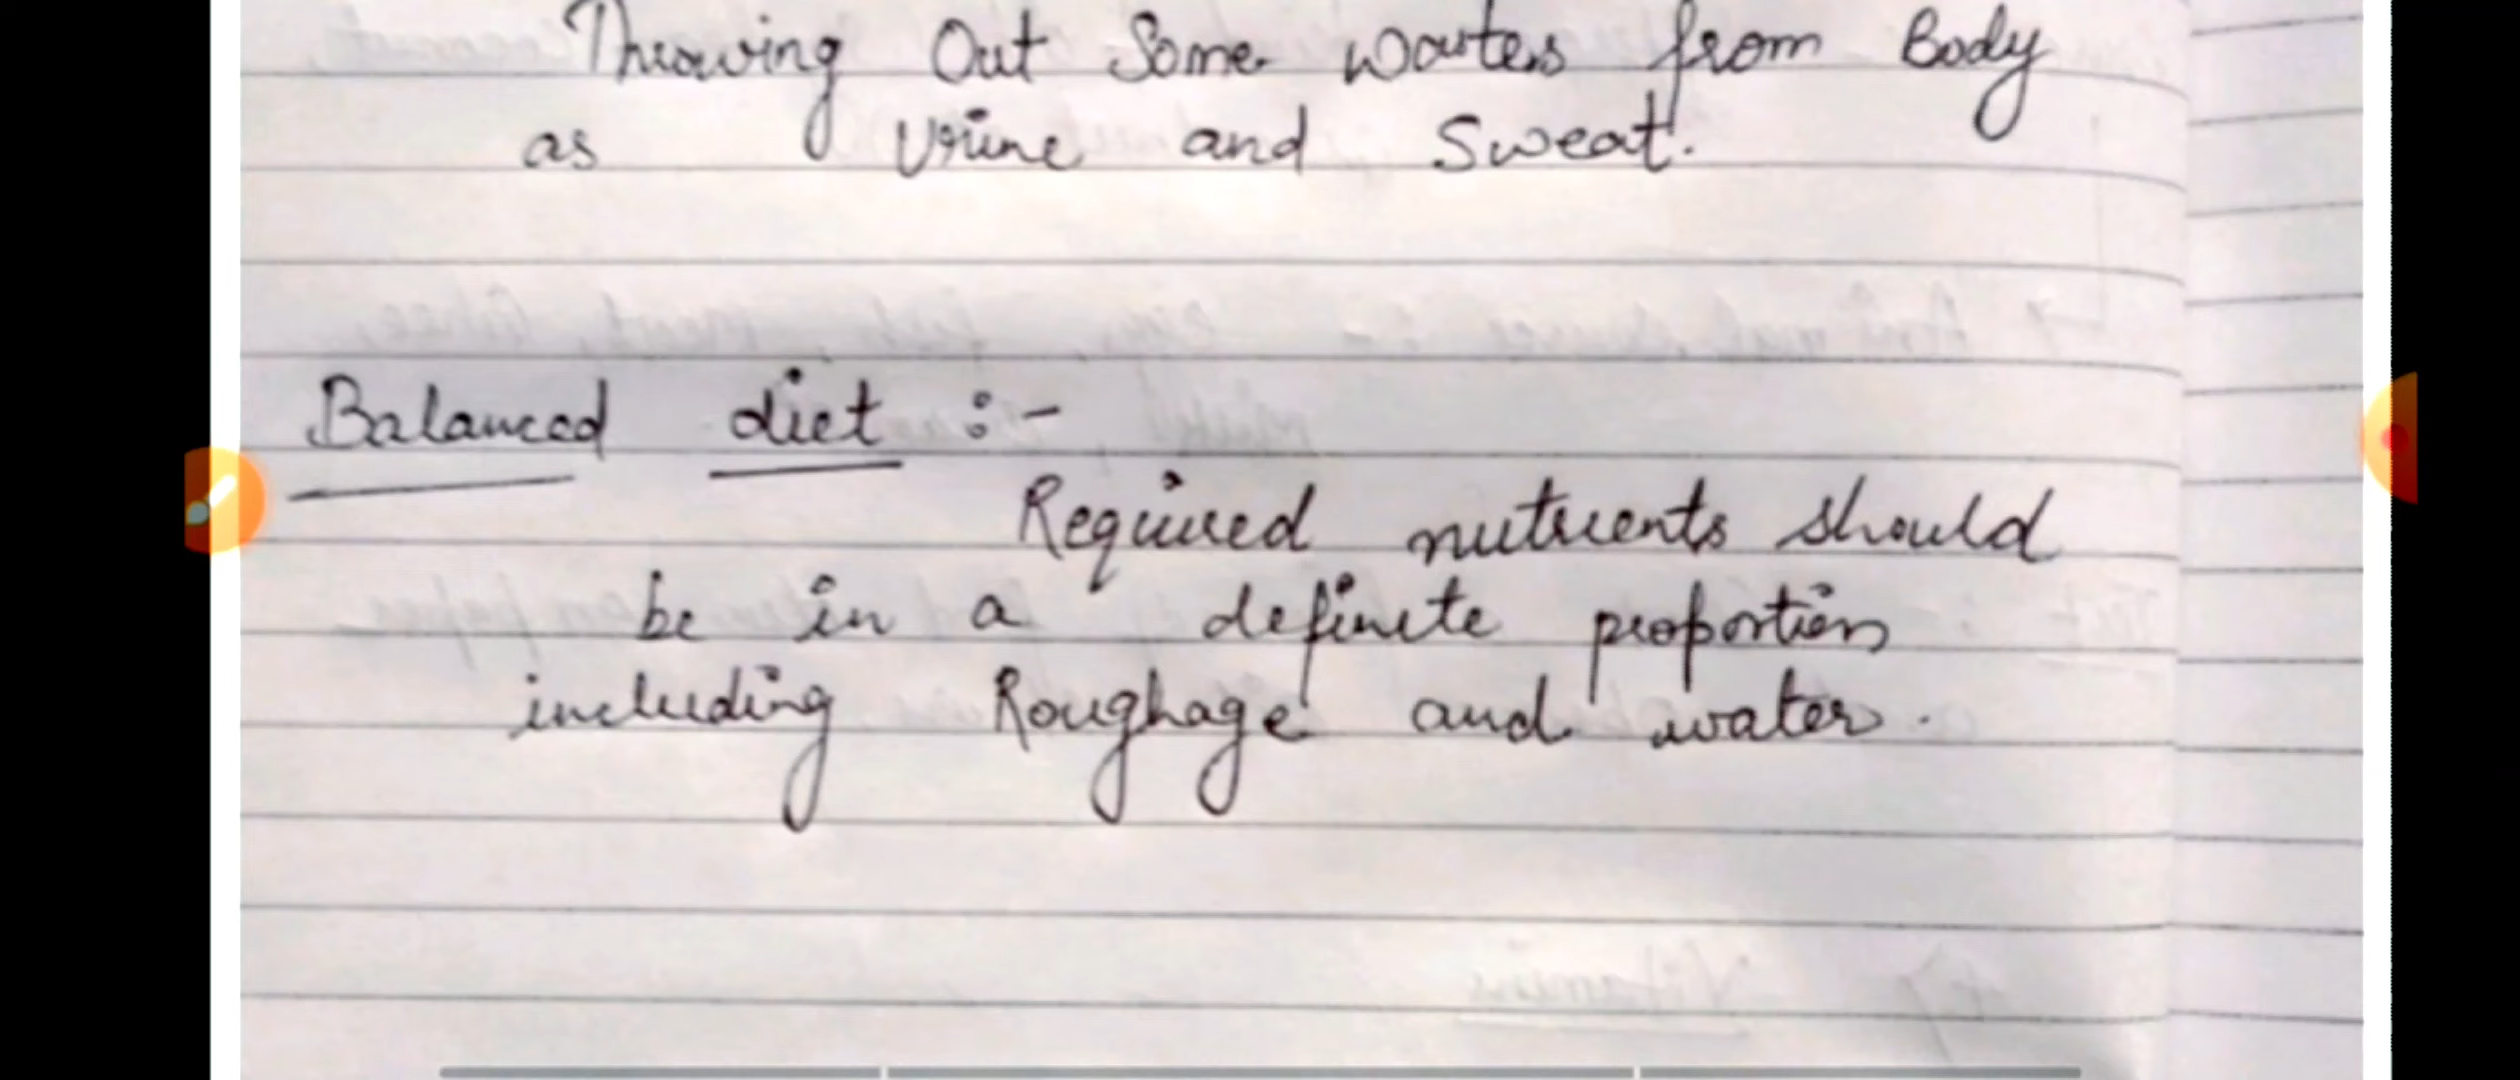 Throwing Out Some wastes from Body
as Urine and Sweat.
Balanced diet :-
Required nutrients should
be in a definite proportion
including Roughage and water.